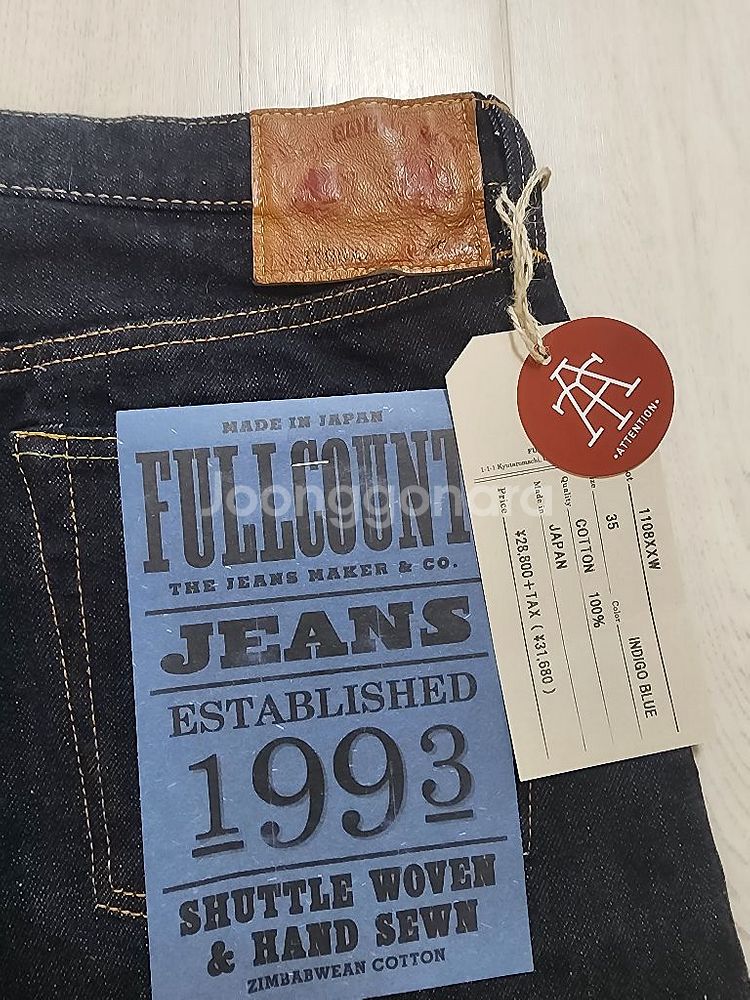 MADE IN JAPAN
FULLCOUNT
THE JEANS MAKER & CO.
JEANS
ESTABLISHED
1993
SHUTTLE WOVEN
& HAND SEWN
ZIMBABWEAN COTTON
Joonggonara
•ATTENTION•
1108XXW
35
Color
INDIGO BLUE
Quality
COTTON 100%
Made in
JAPAN
Price
¥28,800+TAX (¥31,680)